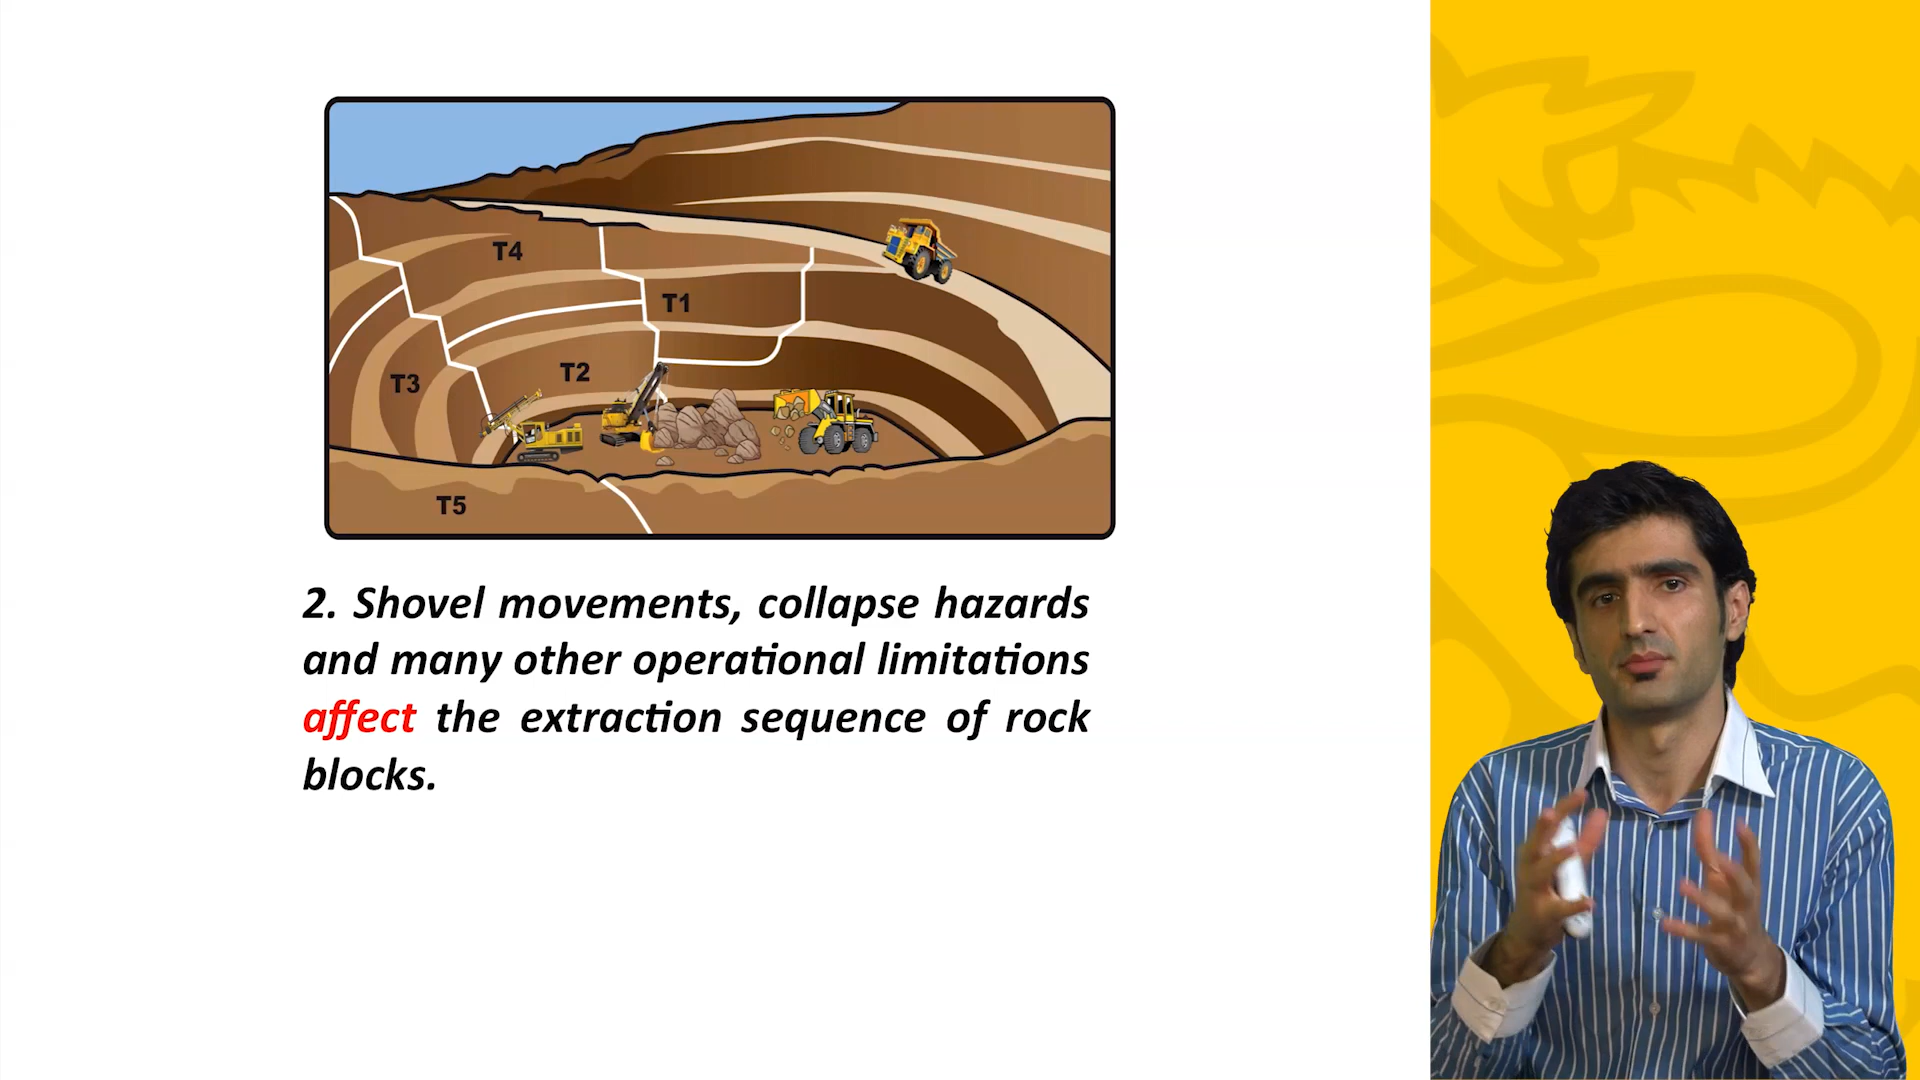 T4
T1
T2
T3
T5
2. Shovel movements, collapse hazards
and many other operational limitations
affect the extraction sequence of rock
blocks.